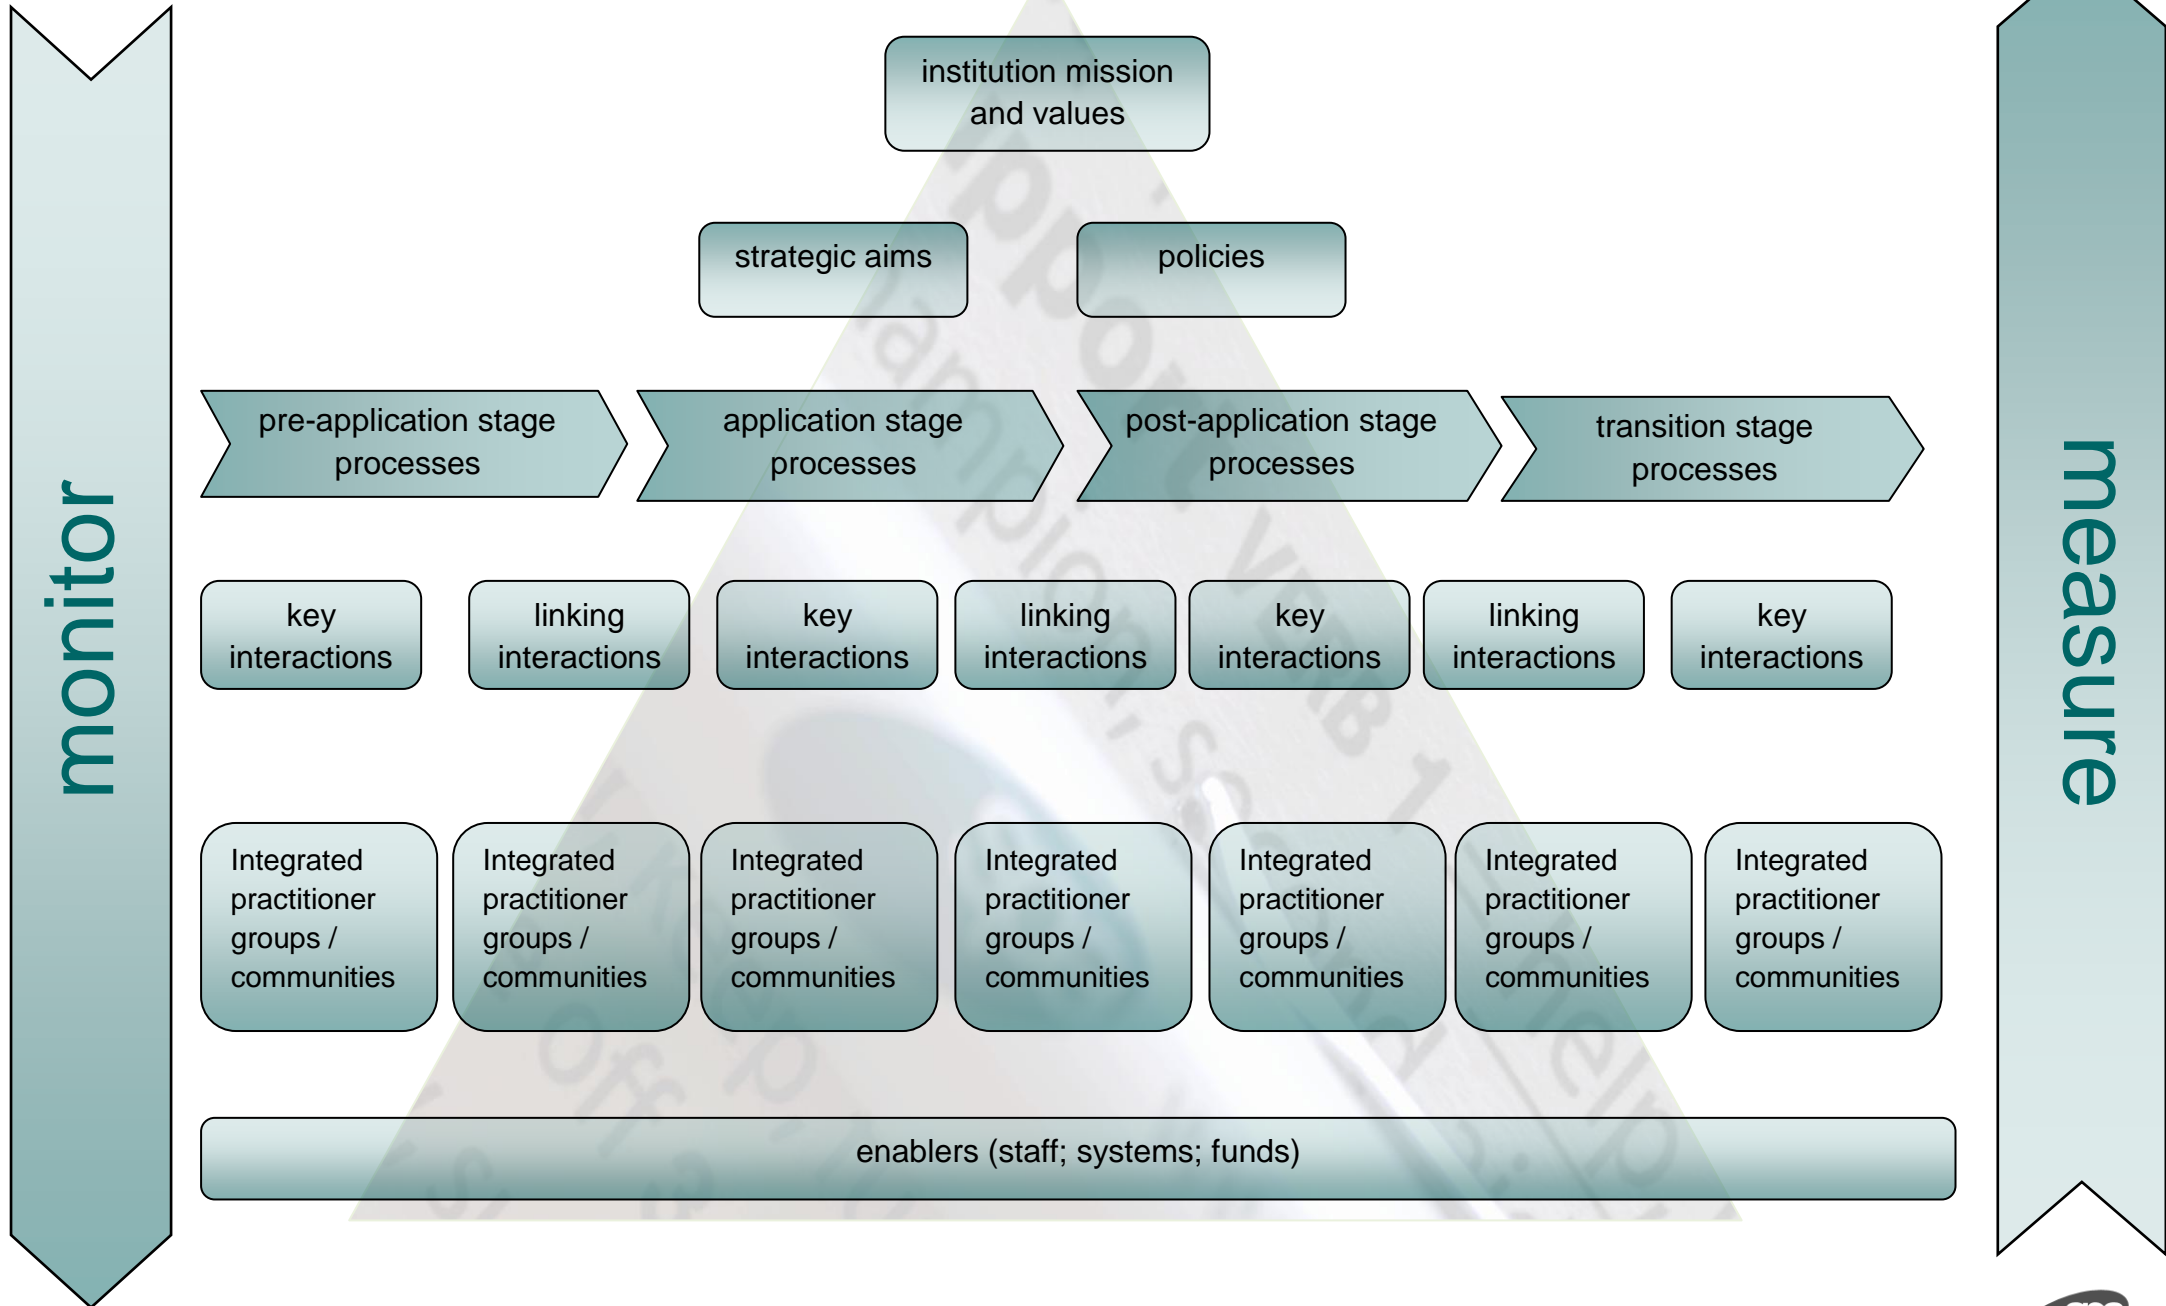 institution mission
and values
strategic aims
policies
pre-application stage
processes
application stage
processes
post-application stage
processes
transition stage
processes
monitor
measure
key
interactions
linking
interactions
key
interactions
linking
interactions
key
interactions
linking
interactions
key
interactions
Integrated
practitioner
groups /
communities
Integrated
practitioner
groups /
communities
Integrated
practitioner
groups /
communities
Integrated
practitioner
groups /
communities
Integrated
practitioner
groups /
communities
Integrated
practitioner
groups /
communities
Integrated
practitioner
groups /
communities
enablers (staff; systems; funds)
VERB 1
help